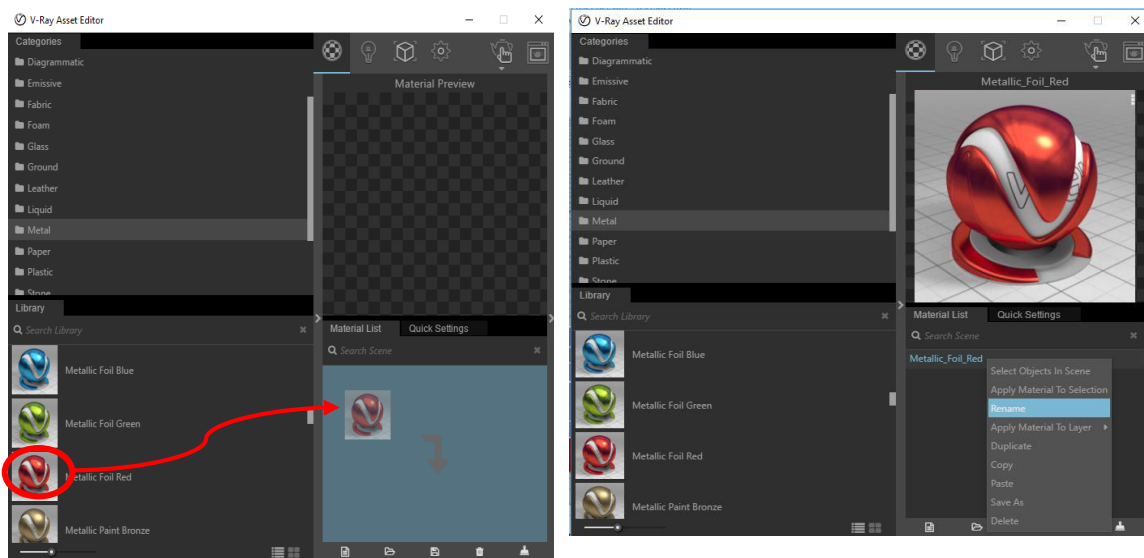 V-Ray Asset Editor
Categories
Diagrammatic
Emissive
Fabric
Foam
Glass
Ground
Leather
Liquid
Metal
Paper
Plastic
Stone
Library
Search Library
Metallic Foil Blue
Metallic Foil Green
Metallic Foil Red
Metallic Paint Bronze
Material Preview
Material List Quick Settings
Search Scene
V-Ray Asset Editor
Categories
Diagrammatic
Emissive
Fabric
Foam
Glass
Ground
Leather
Liquid
Metal
Paper
Plastic
Stone
Library
Search Library
Metallic Foil Blue
Metallic Foil Green
Metallic Foil Red
Metallic Paint Bronze
Metallic_Foil_Red
Material List Quick Settings
Search Scene
Metallic_Foil_Red
Select Objects In Scene
Apply Material To Selection
Rename
Apply Material To Layer
Duplicate
Copy
Paste
Save As
Delete